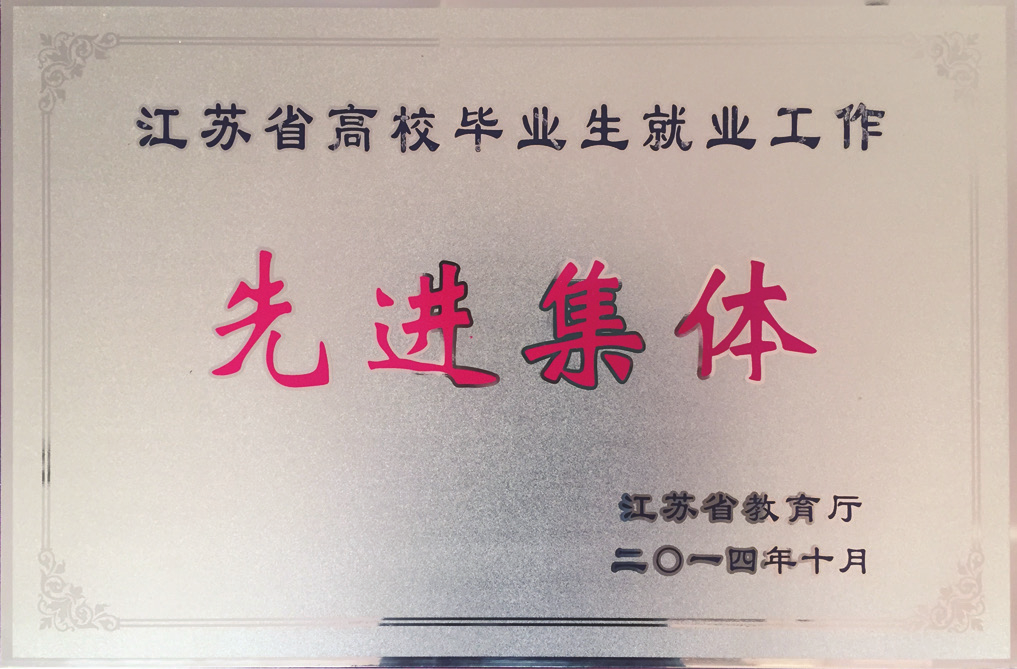 江苏省高校毕业生就业工作
先进集体
江苏省教育厅
二〇一四年十月